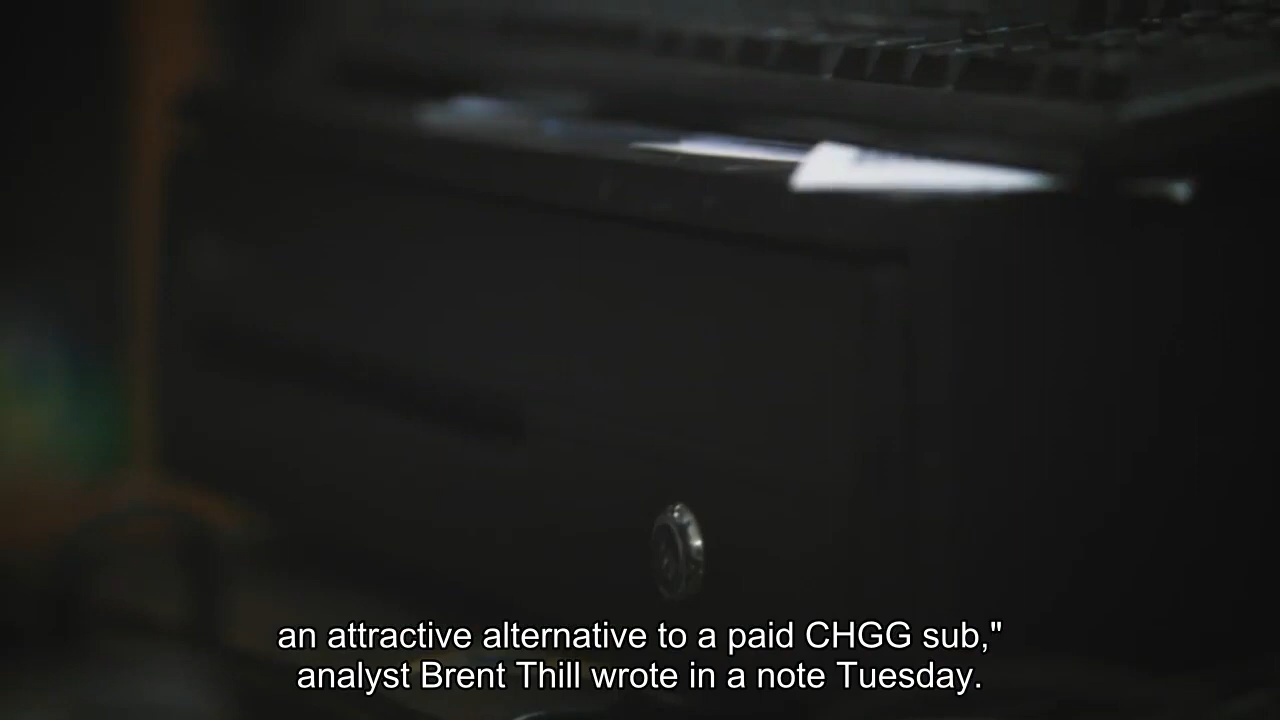 an attractive alternative to a paid CHGG sub,"
analyst Brent Thill wrote in a note Tuesday.